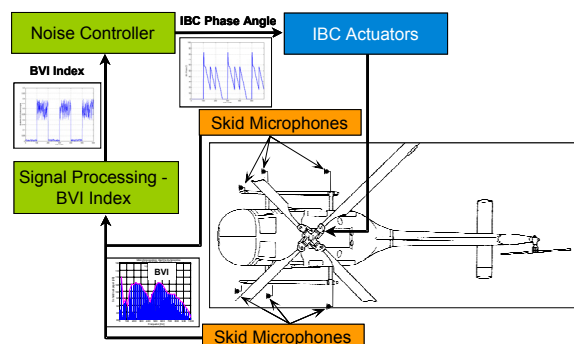 Noise Controller
IBC Phase Angle
IBC Actuators
BVI Index
Skid Microphones
Signal Processing -
BVI Index
BVI
Skid Microphones